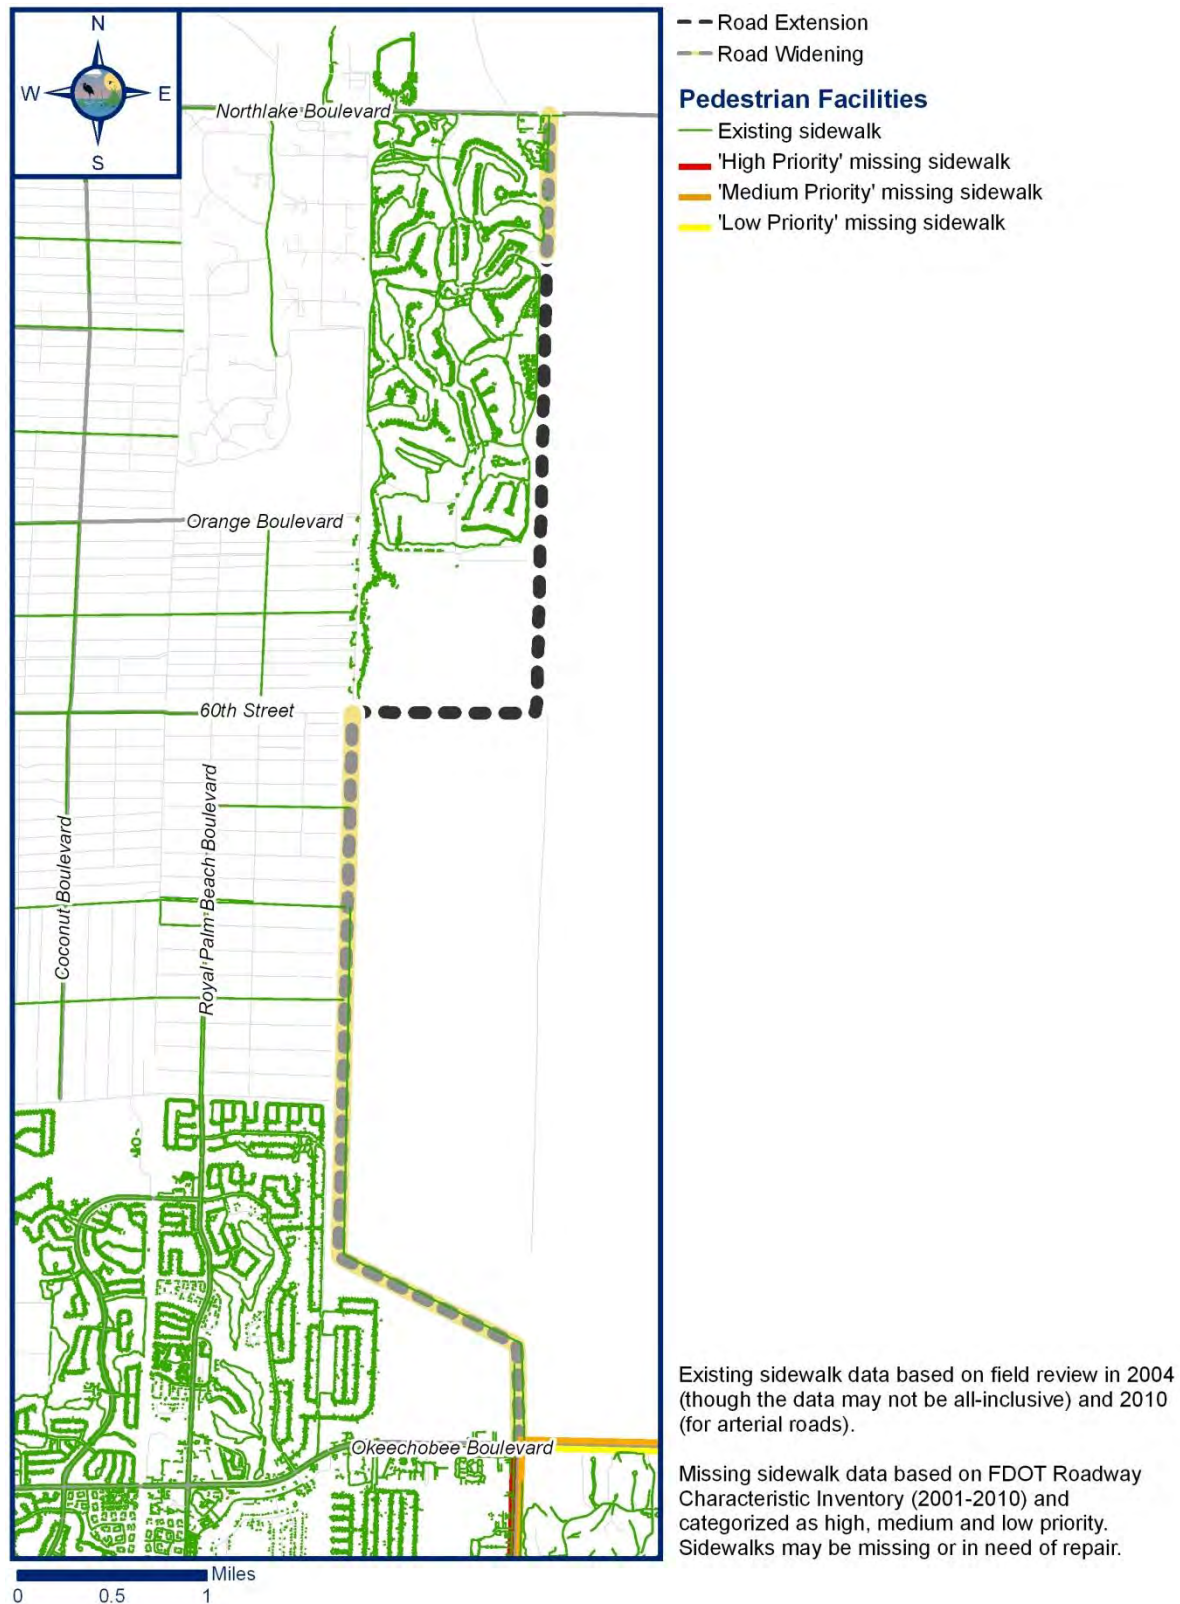 N
W
E
S
Northlake Boulevard
Orange Boulevard
60th Street
Coconut Boulevard
Royal Palm Beach Boulevard
Okeechobee Boulevard
Miles
0 0.5 1
Road Extension
Road Widening
Pedestrian Facilities
Existing sidewalk
'High Priority' missing sidewalk
'Medium Priority' missing sidewalk
'Low Priority' missing sidewalk
Existing sidewalk data based on field review in 2004
(though the data may not be all-inclusive) and 2010
(for arterial roads).
Missing sidewalk data based on FDOT Roadway
Characteristic Inventory (2001-2010) and
categorized as high, medium and low priority.
Sidewalks may be missing or in need of repair.